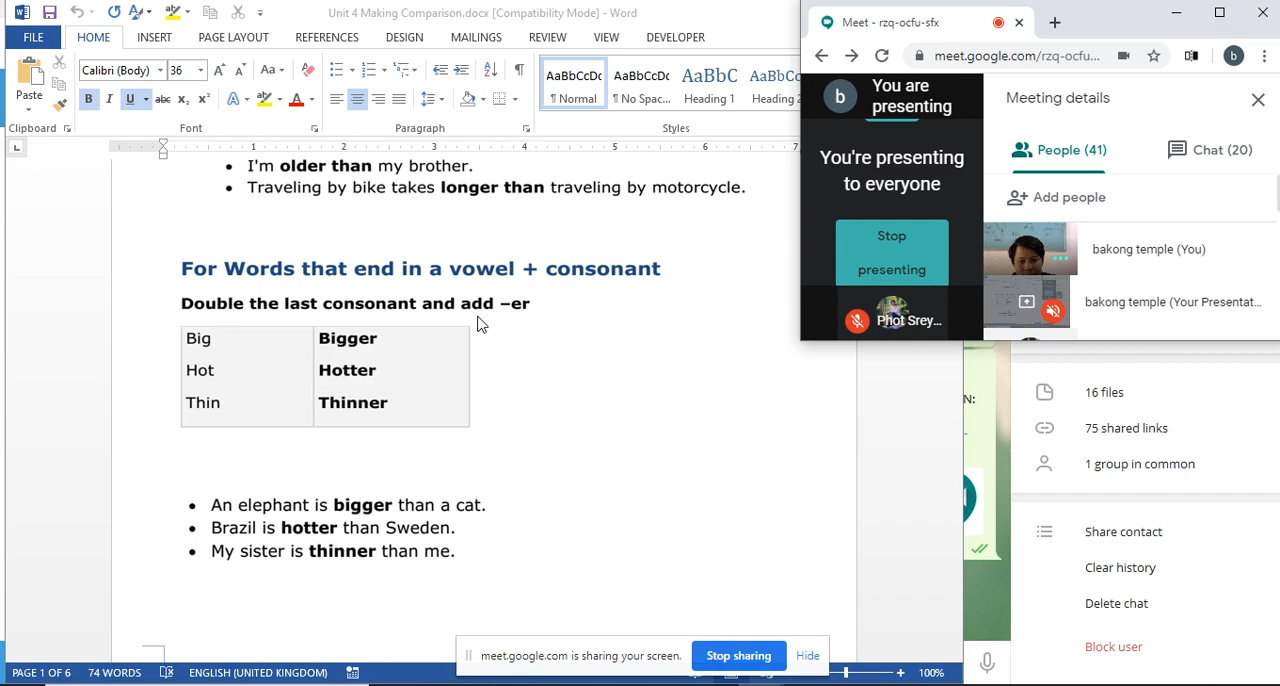 Unit 4 Making Comparison.docx [Compatibility Mode] - Word
FILE HOME INSERT PAGE LAYOUT REFERENCES DESIGN MAILINGS REVIEW VIEW DEVELOPER
Paste
Calibri (Body) 36
AaBbCcDc AaBbCcDc AaBbC AaBbCc
¶ Normal ¶ No Spac... Heading 1 Heading 2
Clipboard Font Paragraph Styles
1 2 3 4 5 6 7
• I'm older than my brother.
• Traveling by bike takes longer than traveling by motorcycle.
For Words that end in a vowel + consonant
Double the last consonant and add –er
Big Bigger
Hot Hotter
Thin Thinner
• An elephant is bigger than a cat.
• Brazil is hotter than Sweden.
• My sister is thinner than me.
meet.google.com is sharing your screen. Stop sharing Hide
PAGE 1 OF 6 74 WORDS ENGLISH (UNITED KINGDOM) 100%
Meet - rzq-ocfu-sfx
meet.google.com/rzq-ocfu...
b
b
You are
presenting
You're presenting
to everyone
Stop
presenting
Phot Srey...
Meeting details
People (41) Chat (20)
Add people
bakong temple (You)
bakong temple (Your Presentat...
N:
16 files
75 shared links
1 group in common
Share contact
Clear history
Delete chat
Block user